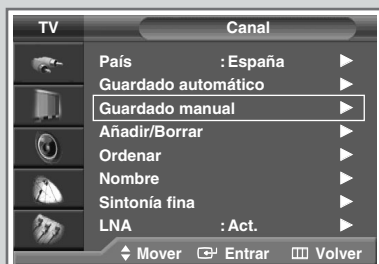 TV Canal
País : España
Guardado automático
Guardado manual
Añadir/Borrar
Ordenar
Nombre
Sintonía fina
LNA : Act.
Mover Entrar Volver